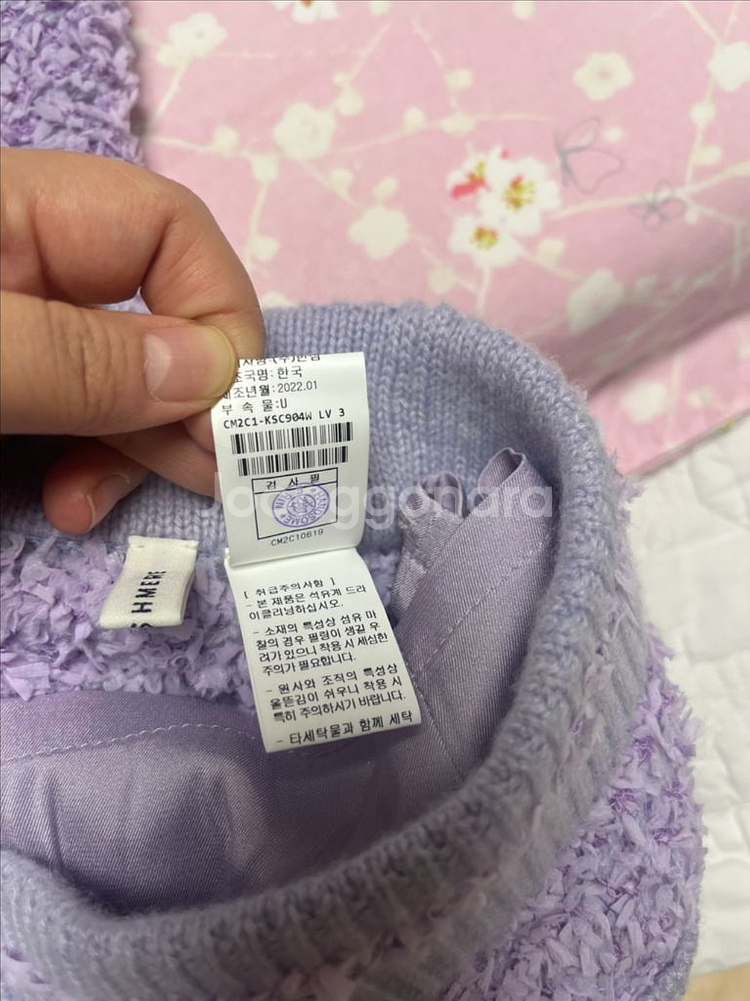 (주)한섬
조국명:한국
제조년월:2022.01
부 속 물:U
CM2C1-KSC904W LV 3
검 사 필
HANDSOME
CM2C10619
[ 취급주의사항 ]
- 본 제품은 석유계 드라
이클리닝하십시오.
- 소재의 특성상 섬유 마
찰의 경우 필링이 생길 우
려가 있으니 착용 시 세심한
주의가 필요합니다.
- 원사와 조직의 특성상
올뜯김이 쉬우니 착용 시
특히 주의하시기 바랍니다.
- 타세탁물과 함께 세탁
HMERE
Joonggonara